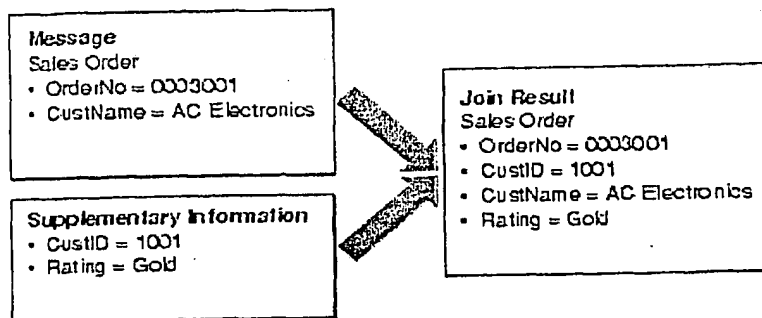 Message
Sales Order
• OrderNo = 0003001
• CustName = AC Electronics
Supplementary Information
• CustID = 1001
• Rating = Gold
Join Result
Sales Order
• OrderNo = 0003001
• CustID = 1001
• CustName = AC Electronics
• Rating = Gold